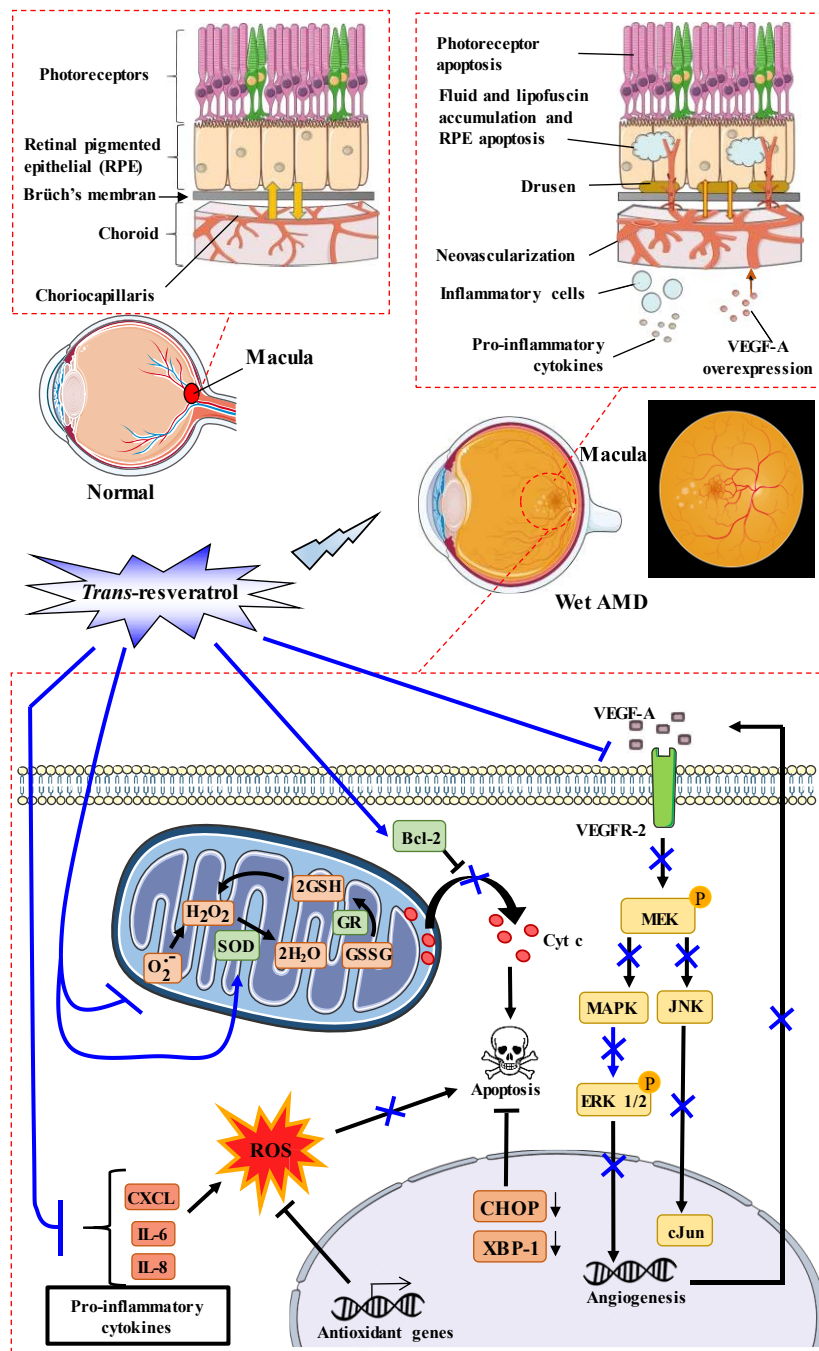 Photoreceptors
Retinal pigmented
epithelial (RPE)
Brüch's membran
Choroid
Choriocapillaris
Macula
Normal
Photoreceptor
apoptosis
Fluid and lipofuscin
accumulation and
RPE apoptosis
Drusen
Neovascularization
Inflammatory cells
Pro-inflammatory
cytokines
VEGF-A
overexpression
Macula
Wet AMD
Trans-resveratrol
VEGF-A
VEGFR-2
Bcl-2
2GSH
H₂O₂
GR
SOD
2H₂O
GSSG
O₂•−
Cyt c
P
MEK
MAPK
JNK
P
ERK 1/2
Apoptosis
ROS
CXCL
IL-6
IL-8
Pro-inflammatory
cytokines
CHOP
XBP-1
cJun
Angiogenesis
Antioxidant genes